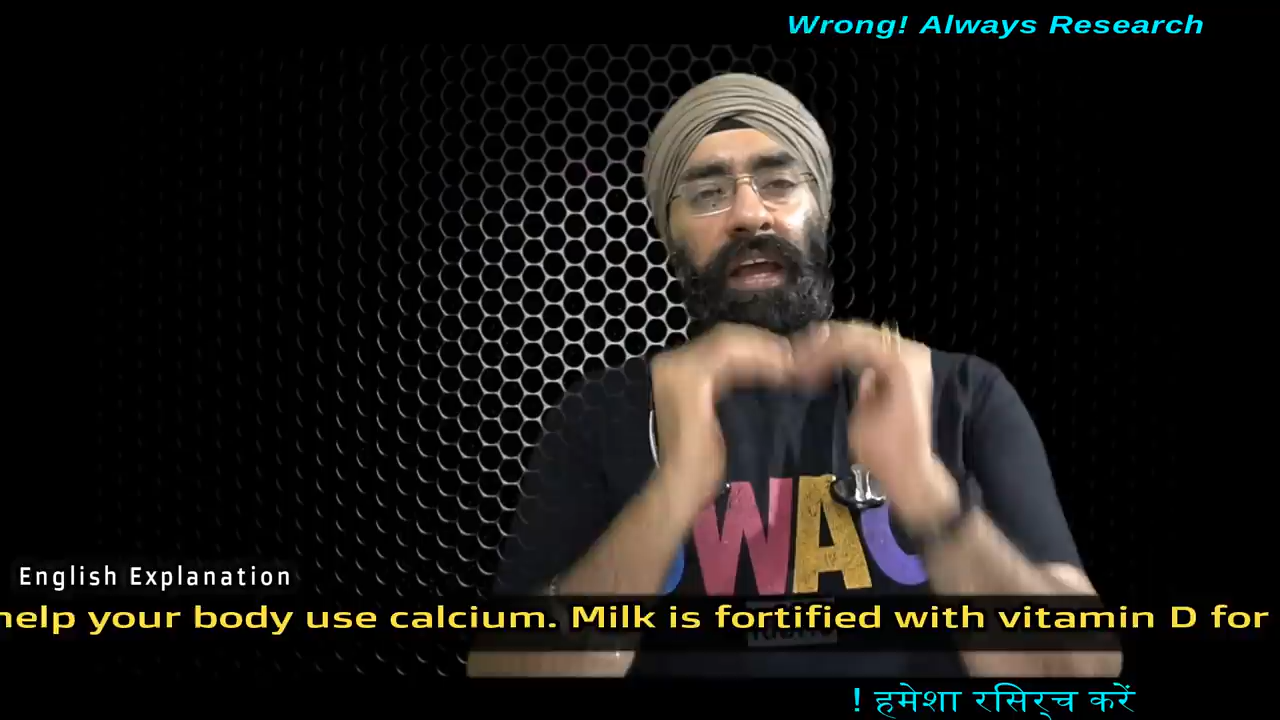 Wrong! Always Research
SWAG
English Explanation
help your body use calcium. Milk is fortified with vitamin D for
! हमेशा रसिर्च करें